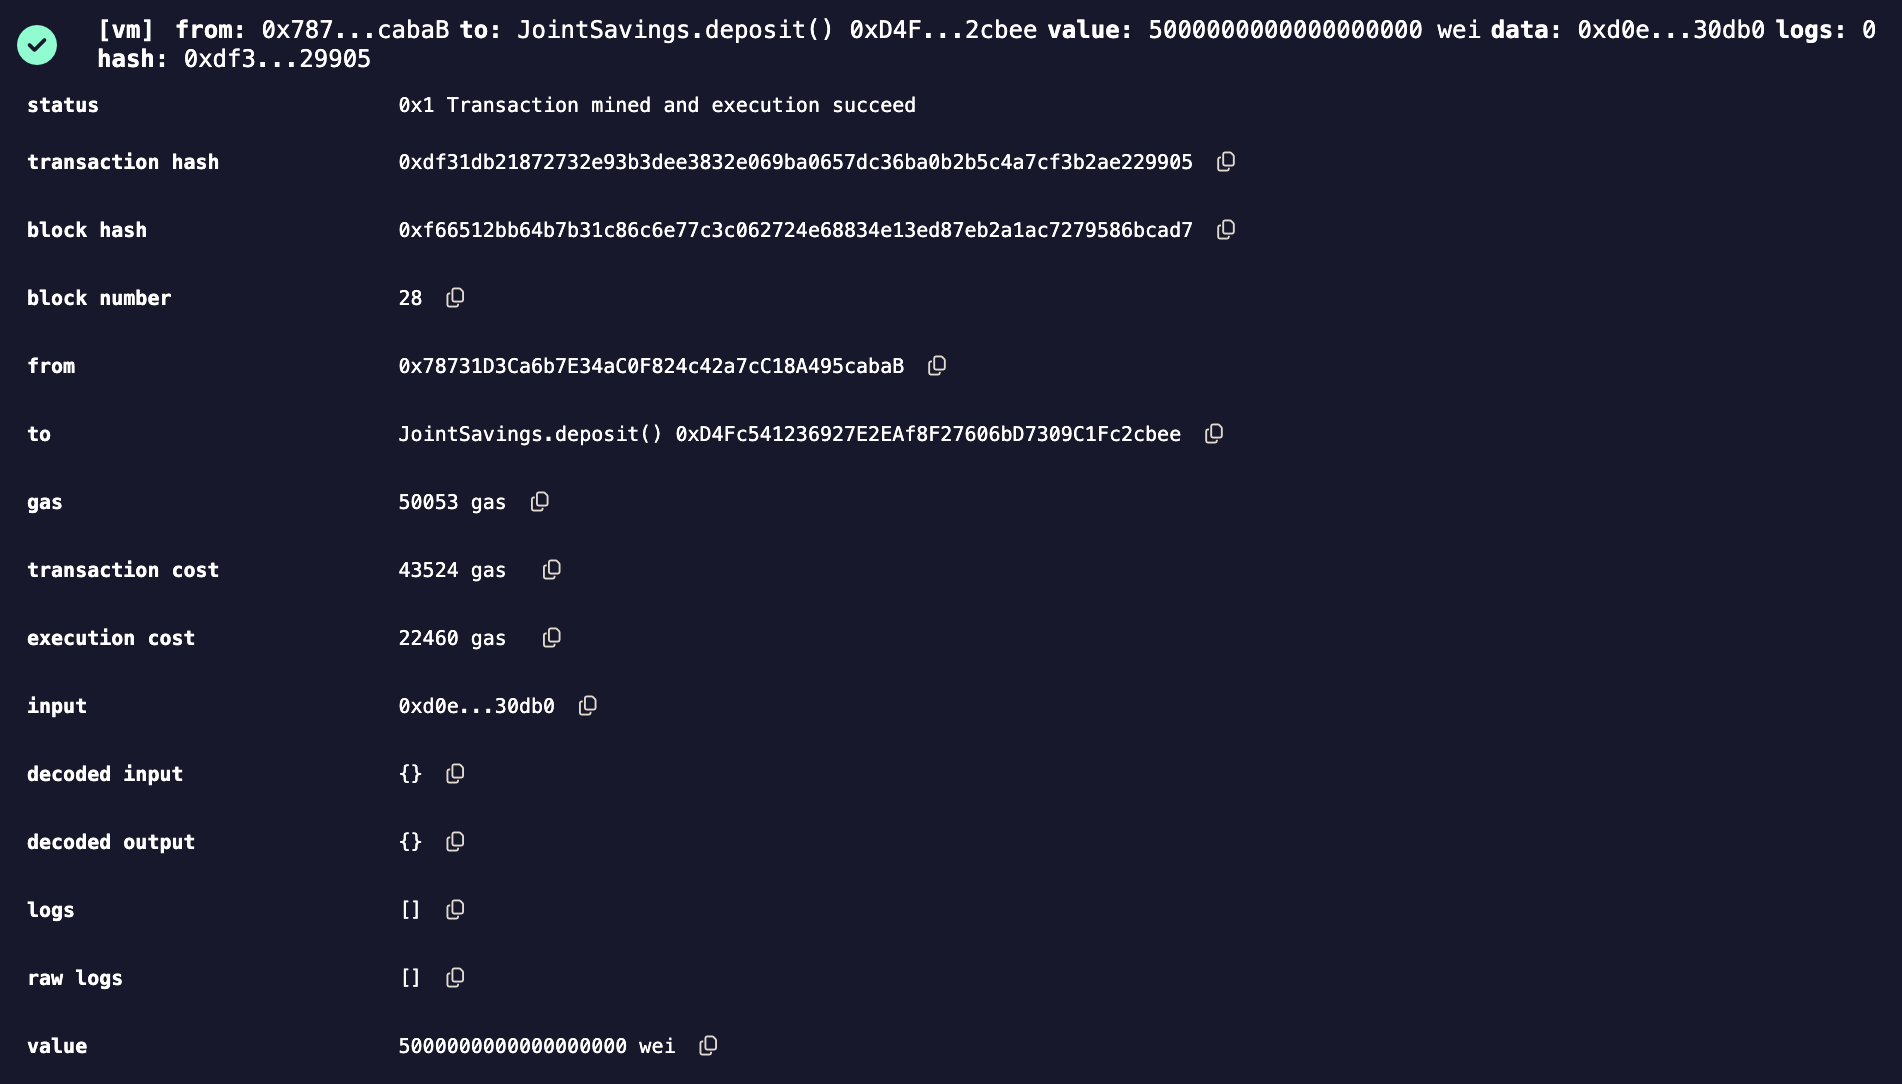 [vm] from: 0x787...cabaB to: JointSavings.deposit() 0xD4F...2cbee value: 5000000000000000000 wei data: 0xd0e...30db0 logs: 0
hash: 0xdf3...29905
status 0x1 Transaction mined and execution succeed
transaction hash 0xdf31db21872732e93b3dee3832e069ba0657dc36ba0b2b5c4a7cf3b2ae229905
block hash 0xf66512bb64b7b31c86c6e77c3c062724e68834e13ed87eb2a1ac7279586bcad7
block number 28
from 0x78731D3Ca6b7E34aC0F824c42a7cC18A495cabaB
to JointSavings.deposit() 0xD4Fc541236927E2EAf8F27606bD7309C1Fc2cbee
gas 50053 gas
transaction cost 43524 gas
execution cost 22460 gas
input 0xd0e...30db0
decoded input {}
decoded output {}
logs []
raw logs []
value 5000000000000000000 wei